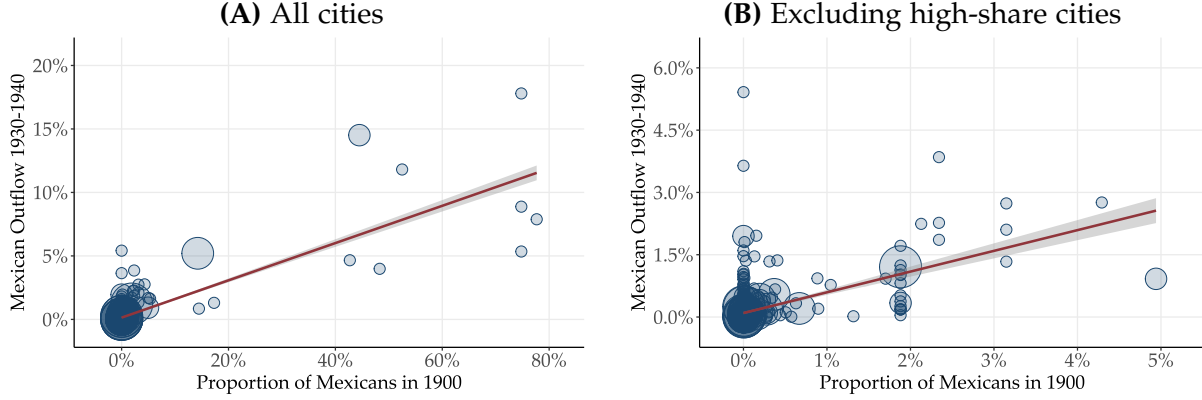 (A) All cities
Mexican Outflow 1930-1940
20%
15%
10%
5%
0%
0% 20% 40% 60% 80%
Proportion of Mexicans in 1900
(B) Excluding high-share cities
Mexican Outflow 1930-1940
6.0%
4.5%
3.0%
1.5%
0.0%
0% 1% 2% 3% 4% 5%
Proportion of Mexicans in 1900